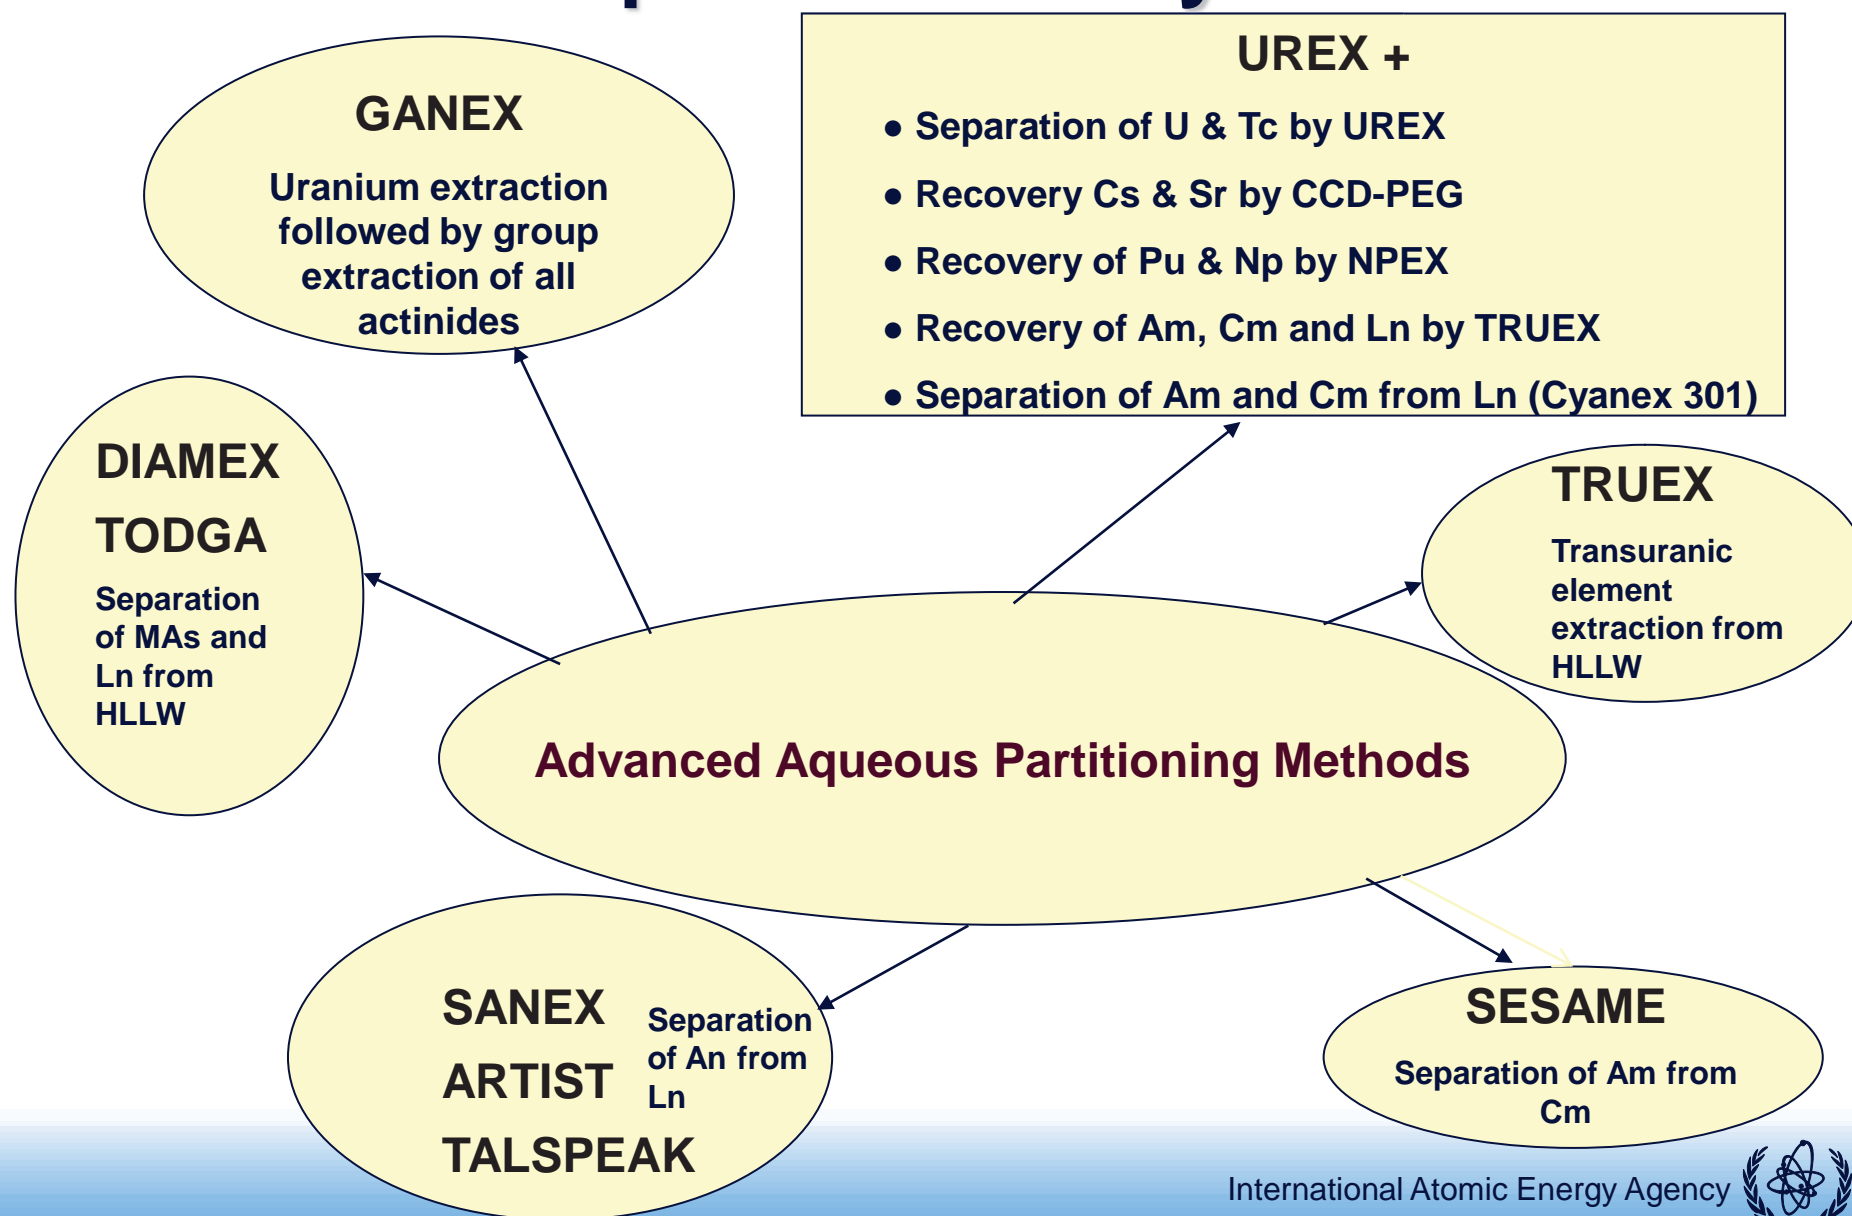 GANEX
Uranium extraction
followed by group
extraction of all
actinides
UREX +
● Separation of U & Tc by UREX
● Recovery Cs & Sr by CCD-PEG
● Recovery of Pu & Np by NPEX
● Recovery of Am, Cm and Ln by TRUEX
● Separation of Am and Cm from Ln (Cyanex 301)
DIAMEX
TODGA
Separation
of MAs and
Ln from
HLLW
TRUEX
Transuranic
element
extraction from
HLLW
Advanced Aqueous Partitioning Methods
SANEX
ARTIST
TALSPEAK
Separation
of An from
Ln
SESAME
Separation of Am from
Cm
International Atomic Energy Agency